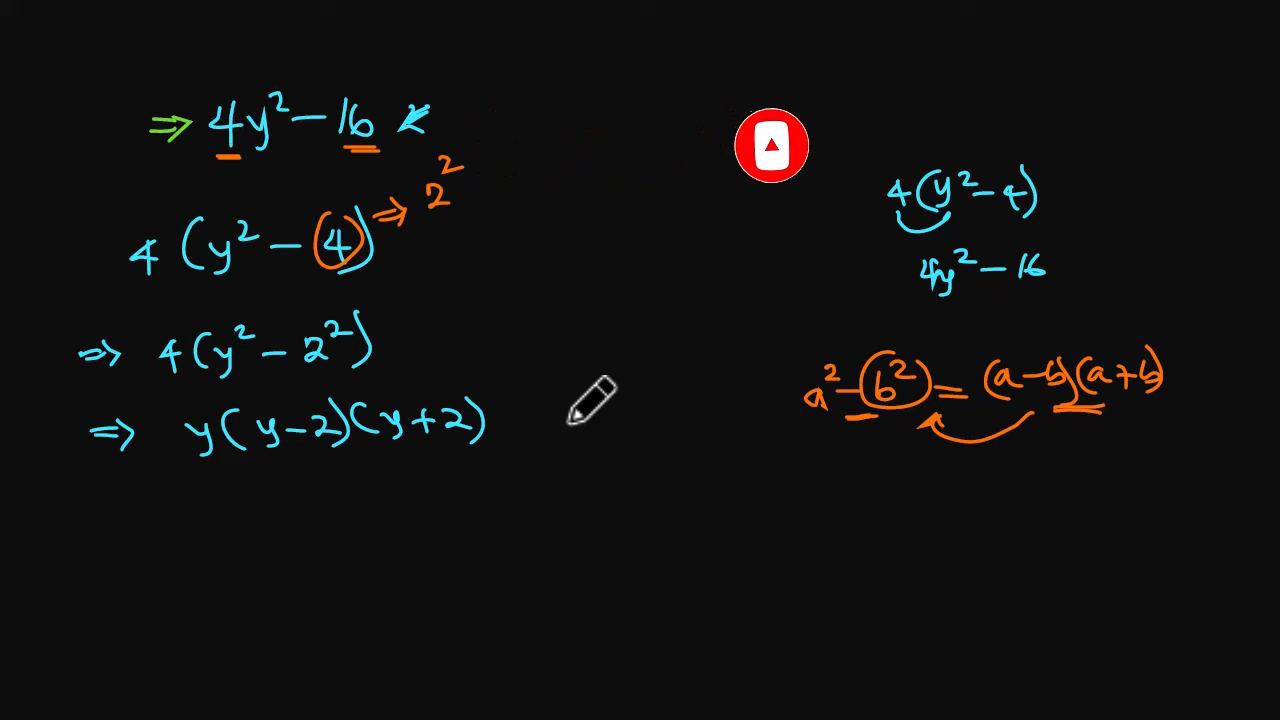 ⇒ 4y² − 16
4(y² − 4) ⇒ 2²
⇒ 4(y² − 2²)
⇒ y(y−2)(y+2)
4(y² − 4)
4y² − 16
a² − b² = (a−b)(a+b)